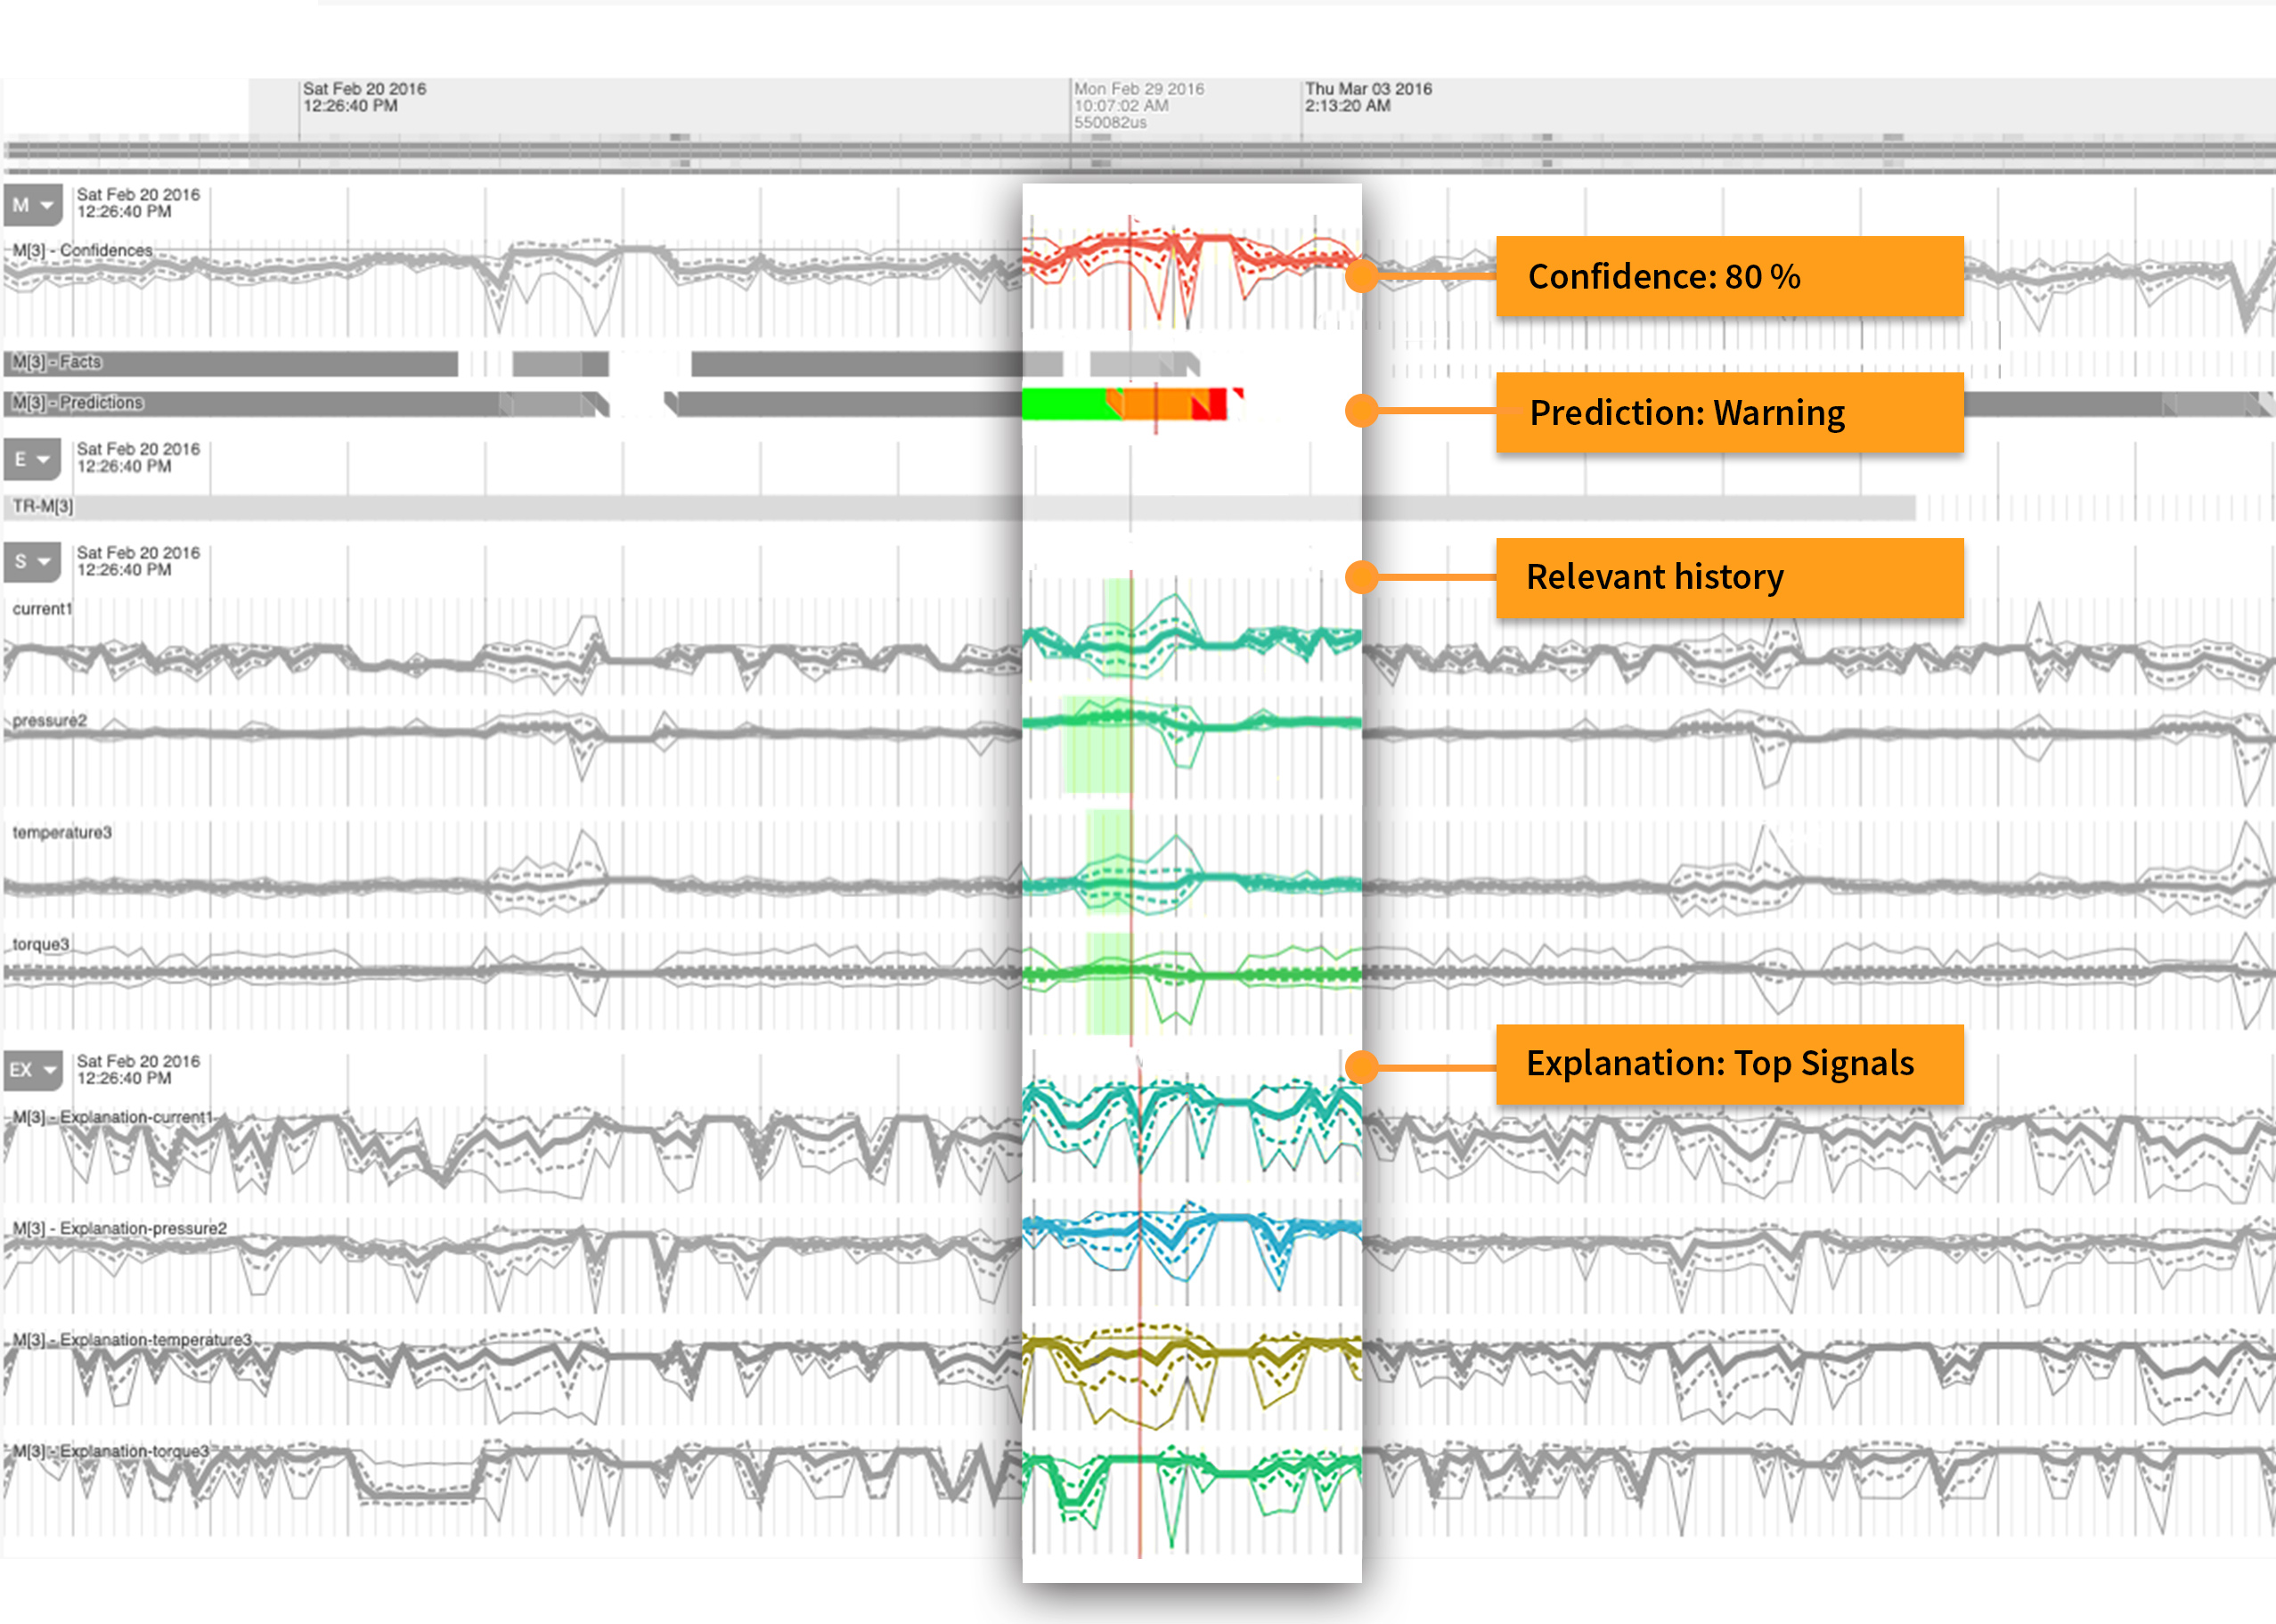 Sat Feb 20 2016
12:26:40 PM
Mon Feb 29 2016
10:07:02 AM
550082us
Thu Mar 03 2016
2:13:20 AM
M
Sat Feb 20 2016
12:26:40 PM
M[3] - Confidences
Confidence: 80 %
M[3] - Facts
M[3] - Predictions
Prediction: Warning
E
Sat Feb 20 2016
12:26:40 PM
TR-M[3]
S
Sat Feb 20 2016
12:26:40 PM
Relevant history
current1
pressure2
temperature3
torque3
EX
Sat Feb 20 2016
12:26:40 PM
Explanation: Top Signals
M[3] - Explanation-current1
M[3] - Explanation-pressure2
M[3] - Explanation-temperature3
M[3] - Explanation-torque3